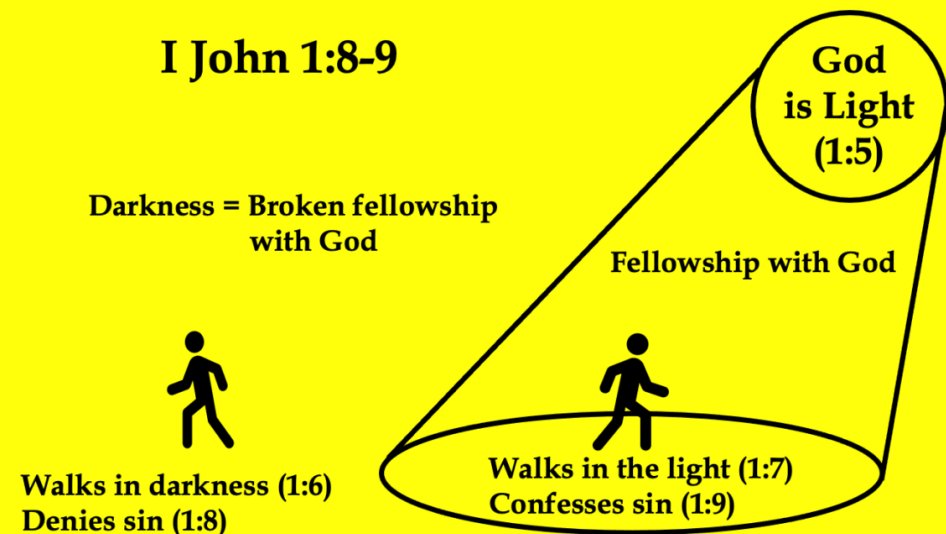 I John 1:8-9
God
is Light
(1:5)
Darkness = Broken fellowship
with God
Fellowship with God
Walks in darkness (1:6)
Denies sin (1:8)
Walks in the light (1:7)
Confesses sin (1:9)